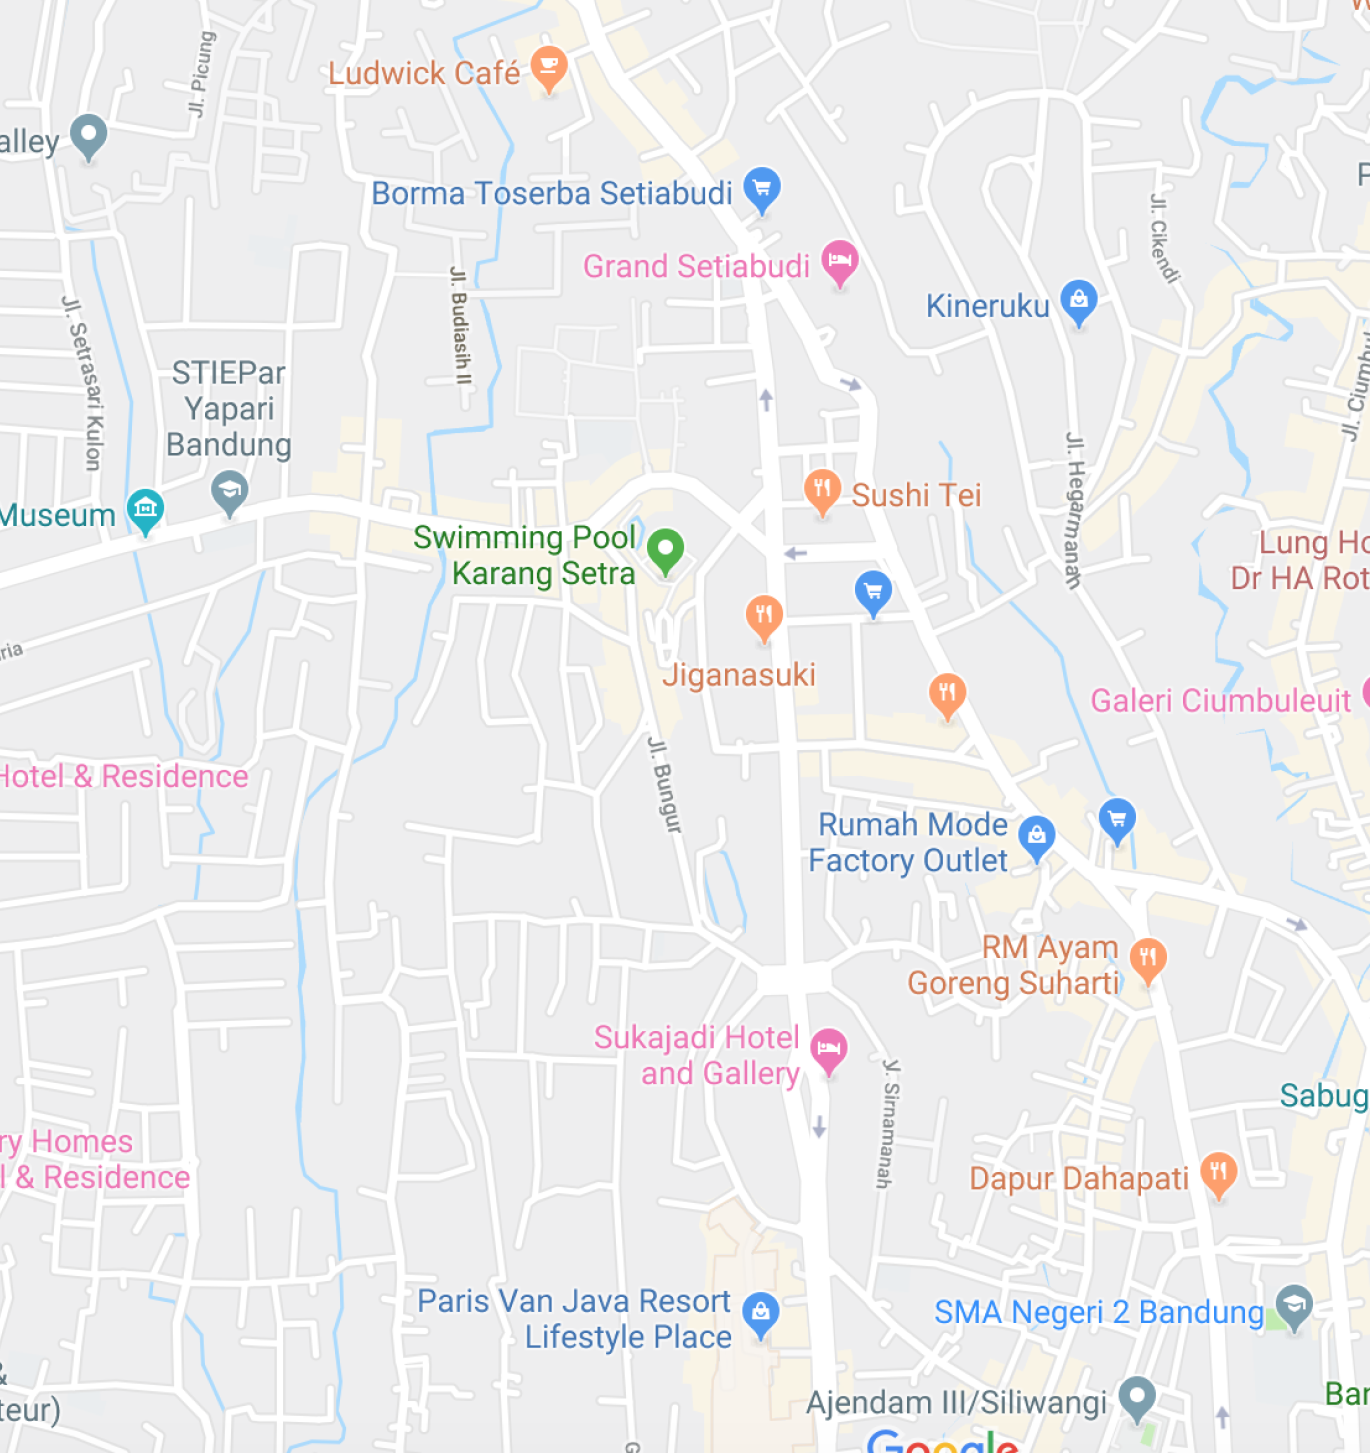 Jl. Picung
Ludwick Café
alley
Borma Toserba Setiabudi
Jl. Cikendi
Grand Setiabudi
Jl. Budiasih II
Kineruku
Jl. Setrasari Kulon
STIEPar
Yapari
Bandung
Jl. Ciumbul
Jl. Hegarmanah
Museum
Sushi Tei
Swimming Pool
Karang Setra
Lung Ho
Dr HA Rot
ria
Jiganasuki
Galeri Ciumbuleuit
Jl. Bungur
Hotel & Residence
Rumah Mode
Factory Outlet
RM Ayam
Goreng Suharti
Sukajadi Hotel
and Gallery
y. Sirnamanah
Sabug
ry Homes
l & Residence
Dapur Dahapati
Paris Van Java Resort
Lifestyle Place
SMA Negeri 2 Bandung
&
teur)
Ajendam III/Siliwangi
Bar
G
Google